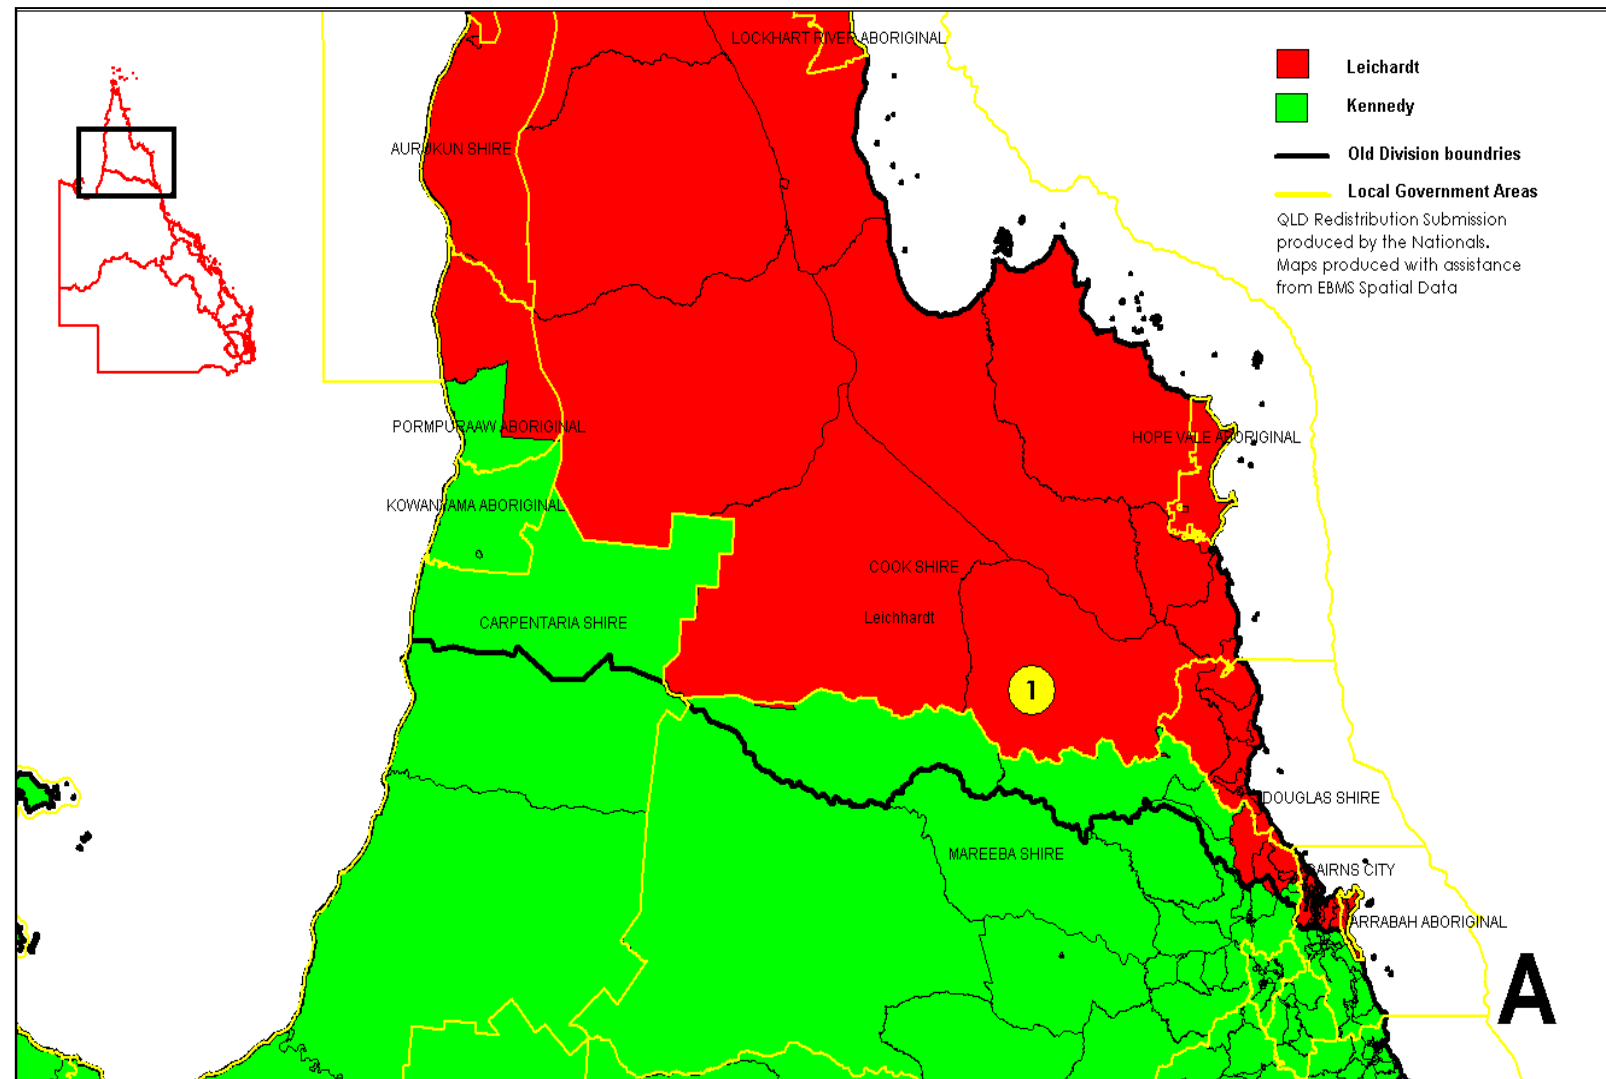 LOCKHART RIVER ABORIGINAL
Leichardt
Kennedy
AURUKUN SHIRE
Old Division boundries
Local Government Areas
QLD Redistribution Submission
produced by the Nationals.
Maps produced with assistance
from EBMS Spatial Data
PORMPURAAW ABORIGINAL
HOPE VALE ABORIGINAL
KOWANYAMA ABORIGINAL
COOK SHIRE
Leichhardt
CARPENTARIA SHIRE
1
DOUGLAS SHIRE
MAREEBA SHIRE
CAIRNS CITY
ARRABAH ABORIGINAL
A